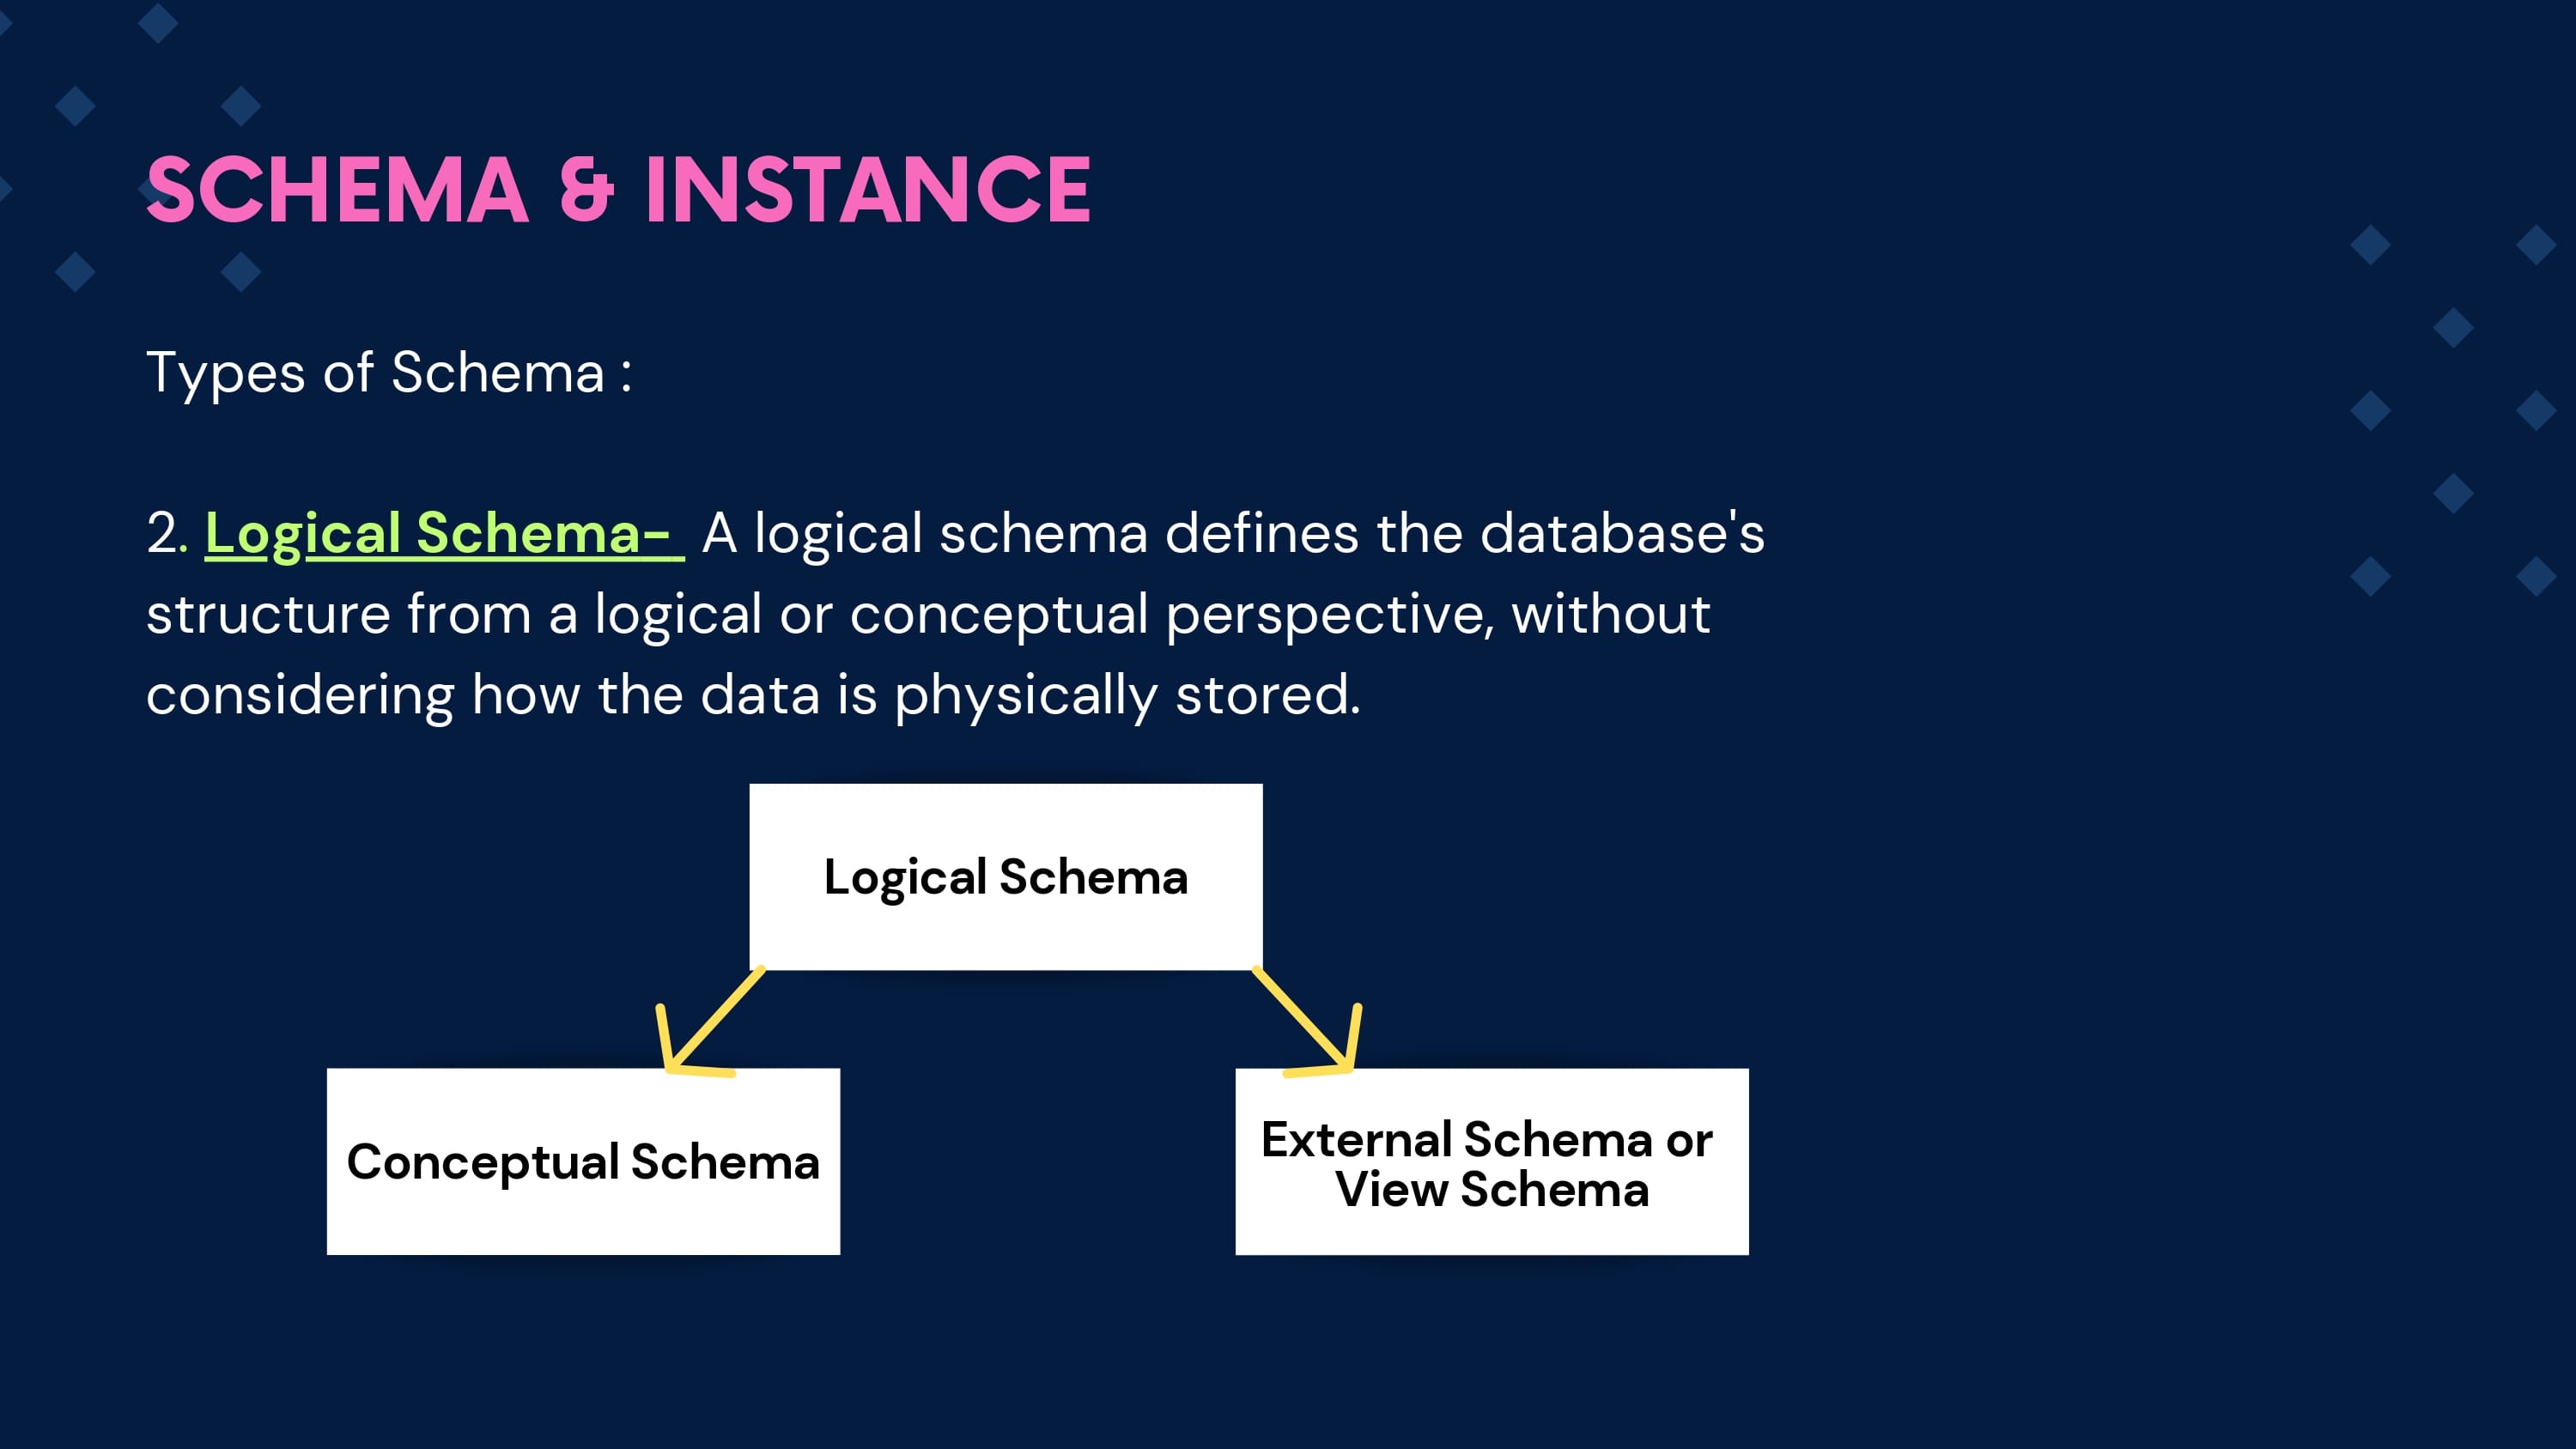 SCHEMA & INSTANCE
Types of Schema :
2. Logical Schema- A logical schema defines the database's
structure from a logical or conceptual perspective, without
considering how the data is physically stored.
Logical Schema
Conceptual Schema
External Schema or
View Schema